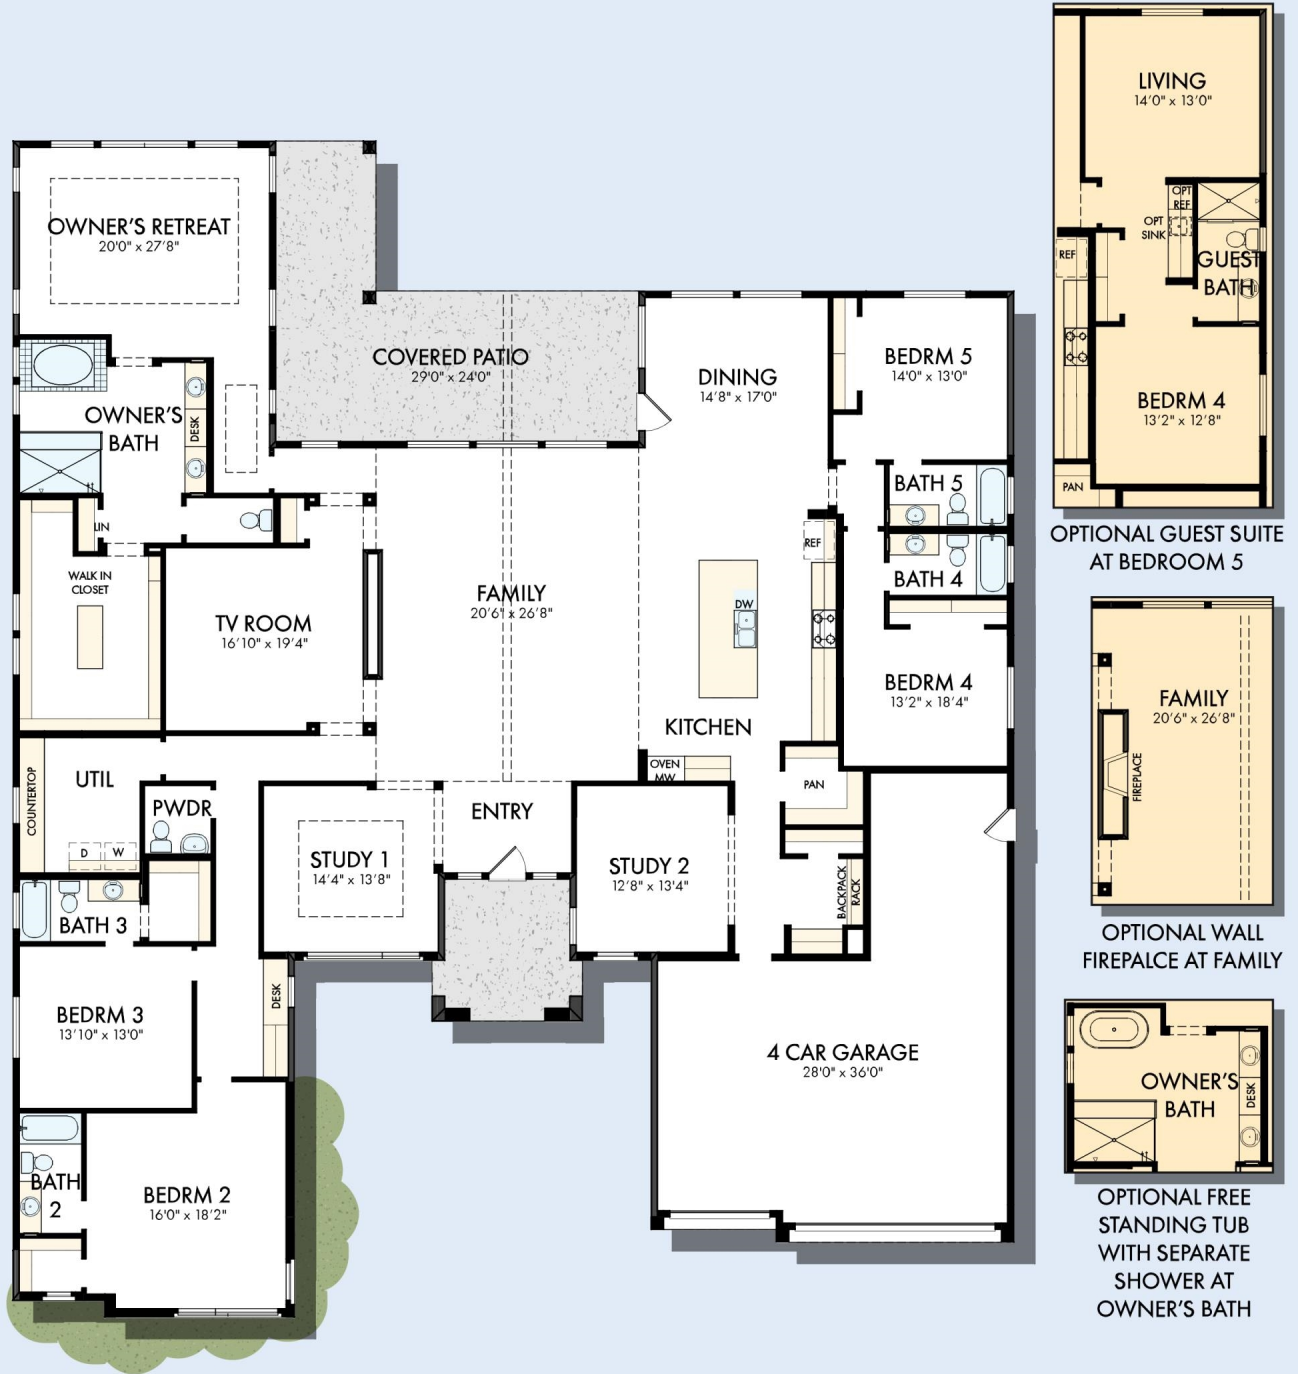 OWNER'S RETREAT
20'0" x 27'8"
COVERED PATIO
29'0" x 24'0"
DINING
14'8" x 17'0"
BEDRM 5
14'0" x 13'0"
OWNER'S
BATH
DESK
LIN
WALK IN
CLOSET
TV ROOM
16'10" x 19'4"
FAMILY
20'6" x 26'8"
BATH 5
REF
BATH 4
DW
KITCHEN
BEDRM 4
13'2" x 18'4"
OVEN
MW
PAN
COUNTERTOP
UTIL
D
W
PWDR
ENTRY
STUDY 1
14'4" x 13'8"
STUDY 2
12'8" x 13'4"
BACKPACK
RACK
BATH 3
BEDRM 3
13'10" x 13'0"
DESK
4 CAR GARAGE
28'0" x 36'0"
BATH
2
BEDRM 2
16'0" x 18'2"
LIVING
14'0" x 13'0"
OPT
REF
OPT
SINK
REF
GUEST
BATH
BEDRM 4
13'2" x 12'8"
PAN
OPTIONAL GUEST SUITE
AT BEDROOM 5
FAMILY
20'6" x 26'8"
FIREPLACE
OPTIONAL WALL
FIREPALCE AT FAMILY
OWNER'S
BATH
DESK
OPTIONAL FREE
STANDING TUB
WITH SEPARATE
SHOWER AT
OWNER'S BATH